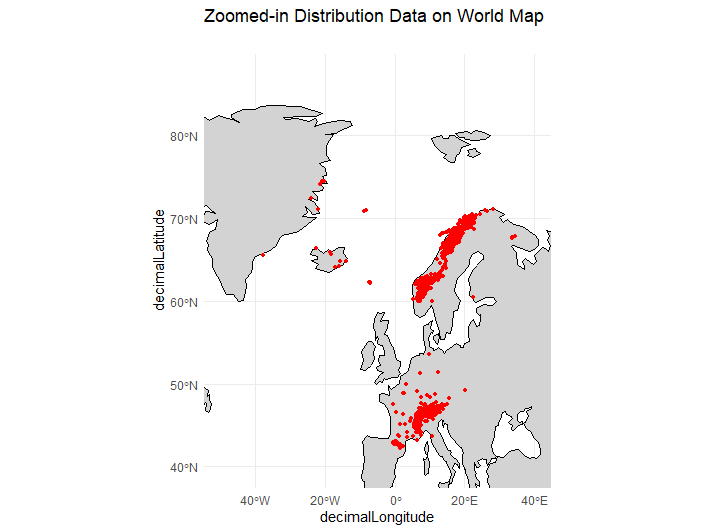 Zoomed-in Distribution Data on World Map
80°N
70°N
60°N
50°N
40°N
decimalLatitude
40°W
20°W
0°
20°E
40°E
decimalLongitude